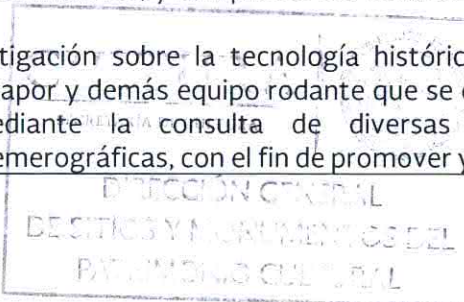 tigación sobre la tecnología históric
apor y demás equipo rodante que se
ediante la consulta de diversas
emerográficas, con el fin de promover y
DIRECCIÓN GENERAL
DE SITIOS Y MONUMENTOS DEL
PATRIMONIO CULTURAL